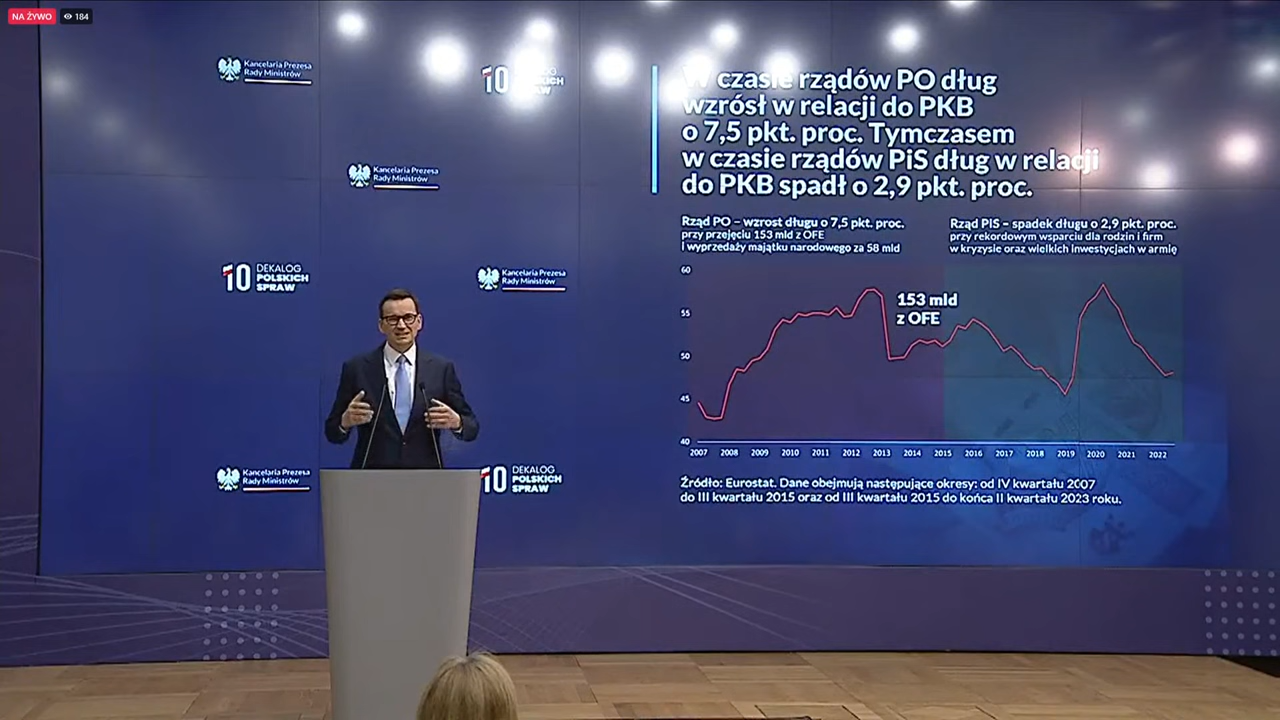 NA ŻYWO
184
Kancelaria Prezesa
Rady Ministrów
10
DEKALOG
POLSKICH
SPRAW
Kancelaria Prezesa
Rady Ministrów
10 DEKALOG
POLSKICH
SPRAW
Kancelaria Prezesa
Rady Ministrów
Kancelaria Prezesa
Rady Ministrów
10 DEKALOG
POLSKICH
SPRAW
W czasie rządów PO dług
wzrósł w relacji do PKB
o 7,5 pkt. proc. Tymczasem
w czasie rządów PiS dług w relacji
do PKB spadł o 2,9 pkt. proc.
Rząd PO – wzrost długu o 7,5 pkt. proc.
przy przejęciu 153 mld z OFE
i wyprzedaży majątku narodowego za 58 mld
Rząd PiS – spadek długu o 2,9 pkt. proc.
przy rekordowym wsparciu dla rodzin i firm
w kryzysie oraz wielkich inwestycjach w armię
60
55
50
45
40
153 mld
z OFE
2007 2008 2009 2010 2011 2012 2013 2014 2015 2016 2017 2018 2019 2020 2021 2022
Źródło: Eurostat. Dane obejmują następujące okresy: od IV kwartału 2007
do III kwartału 2015 oraz od III kwartału 2015 do końca II kwartału 2023 roku.